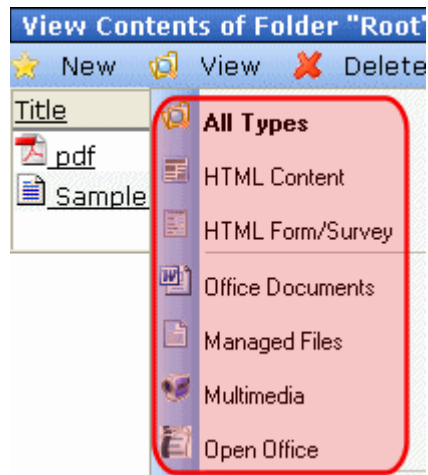 View Contents of Folder "Root"
New View Delete
Title
pdf
Sample
All Types
HTML Content
HTML Form/Survey
Office Documents
Managed Files
Multimedia
Open Office